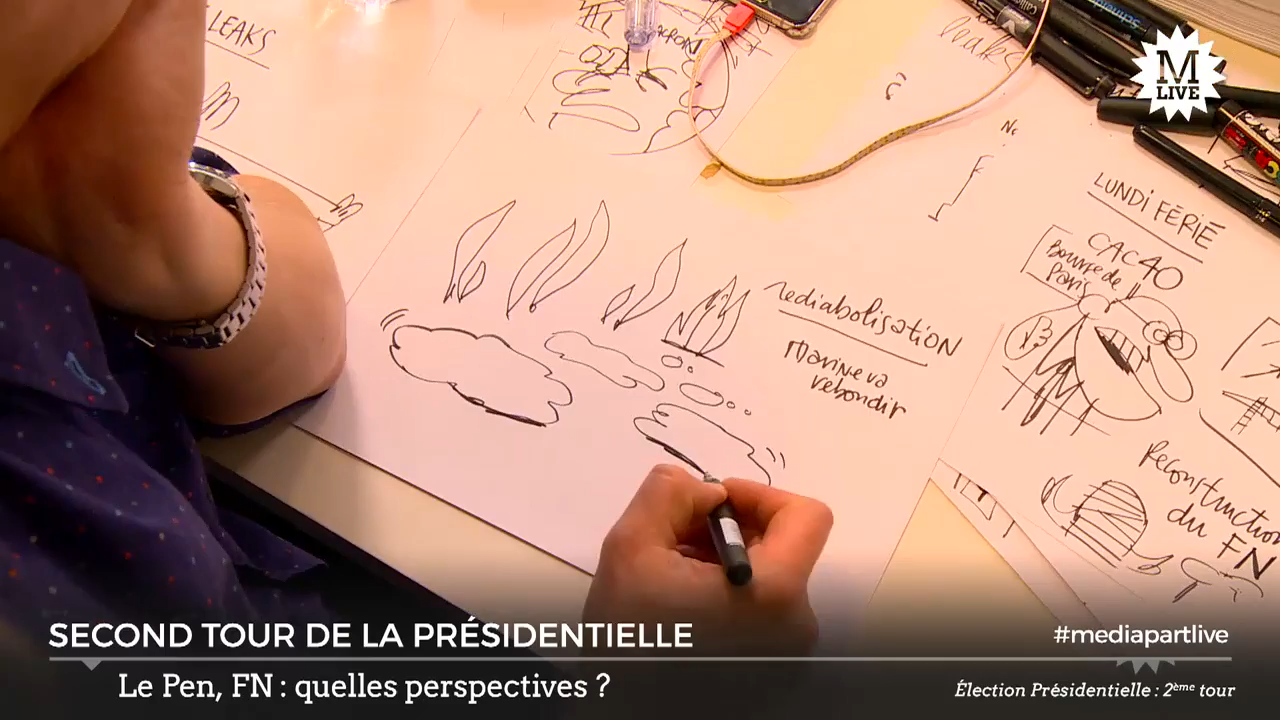 LEAKS
leaks
M
LIVE
LUNDI FÉRIÉ
CAC40
Bourse de
Paris
rediabolisation
Marine va
rebondir
Reconstruction
du FN
SECOND TOUR DE LA PRÉSIDENTIELLE
#mediapartlive
Le Pen, FN : quelles perspectives ?
Élection Présidentielle : 2ème tour